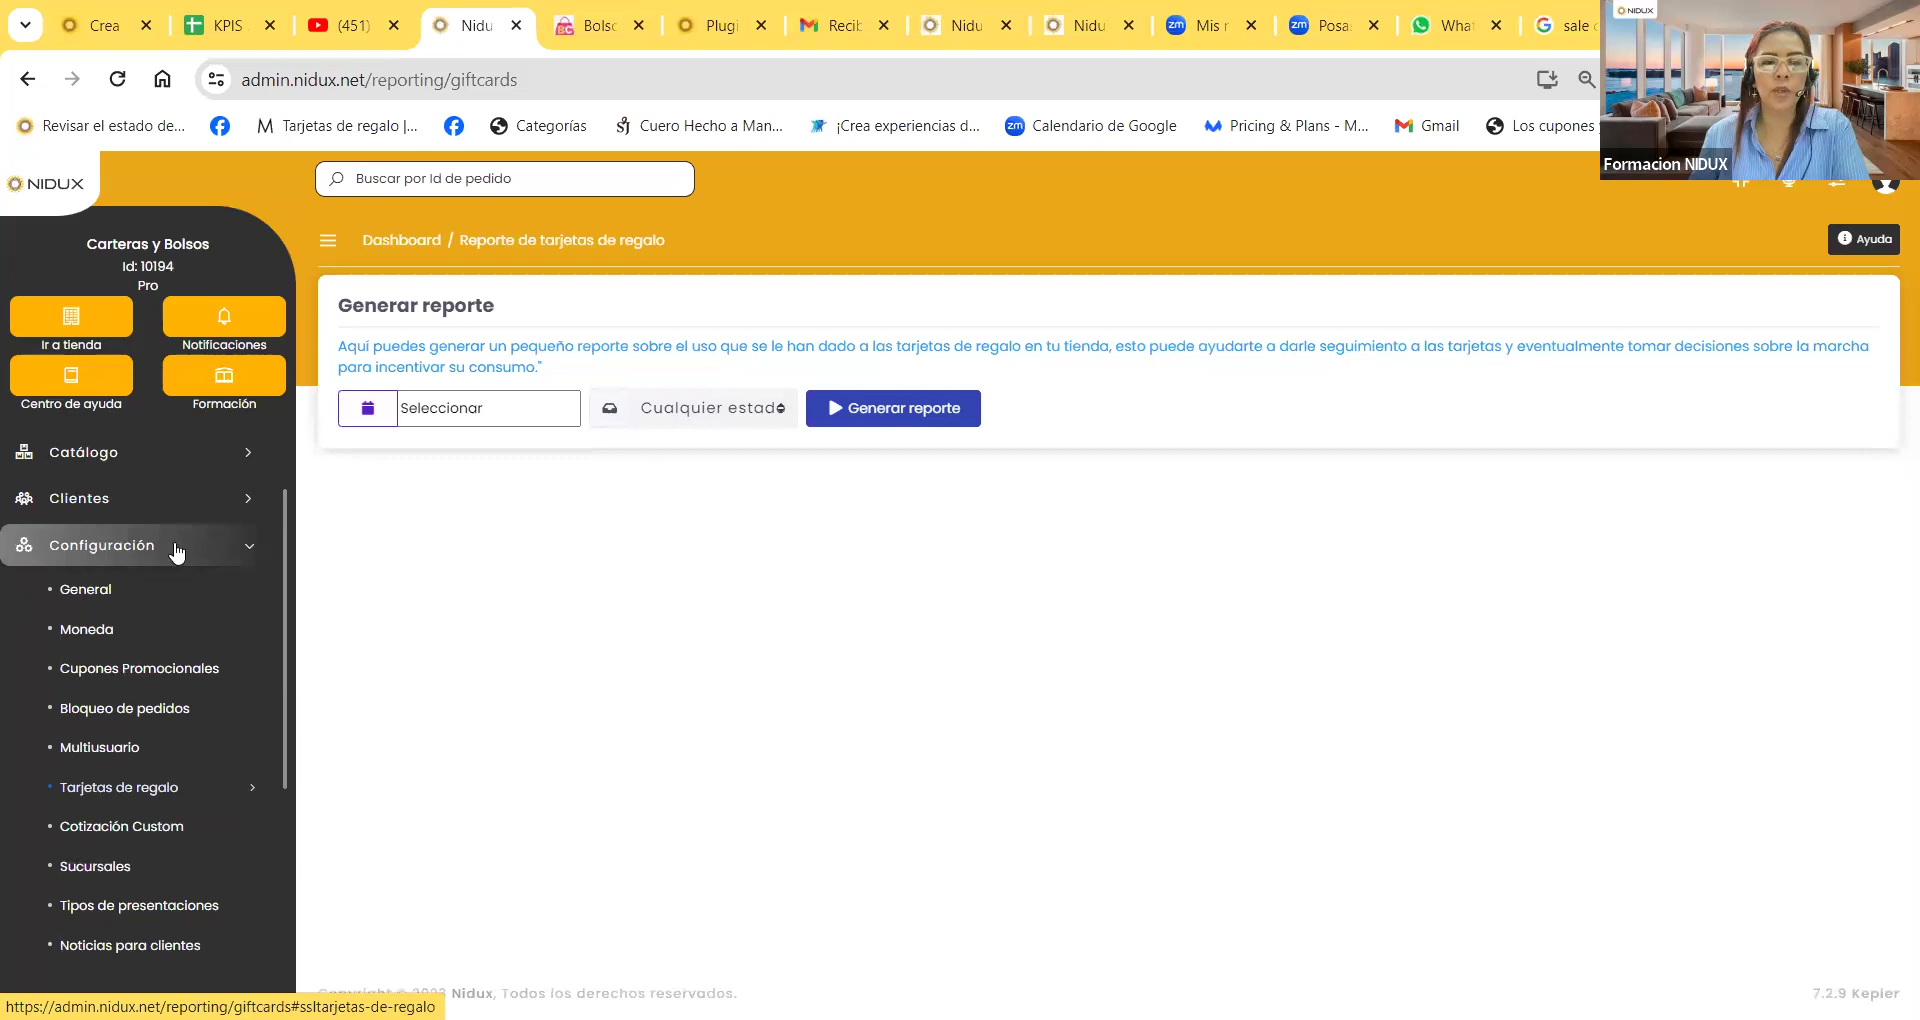 Crea
KPIS
(451)
Nidu
Bolsc
Plugi
Recib
Nidu
Nidu
Mis r
Posa
What
sale
NIDUX
admin.nidux.net/reporting/giftcards
Revisar el estado de...
Tarjetas de regalo |...
Categorías
Cuero Hecho a Man...
¡Crea experiencias d...
Calendario de Google
Pricing & Plans - M...
Gmail
Los cupones
Formacion NIDUX
NIDUX
Buscar por Id de pedido
Carteras y Bolsos
Id: 10194
Pro
Dashboard / Reporte de tarjetas de regalo
Ayuda
Ir a tienda
Notificaciones
Centro de ayuda
Formación
Generar reporte
Aquí puedes generar un pequeño reporte sobre el uso que se le han dado a las tarjetas de regalo en tu tienda, esto puede ayudarte a darle seguimiento a las tarjetas y eventualmente tomar decisiones sobre la marcha
para incentivar su consumo."
Seleccionar
Cualquier estad
Generar reporte
Catálogo
Clientes
Configuración
General
Moneda
Cupones Promocionales
Bloqueo de pedidos
Multiusuario
Tarjetas de regalo
Cotización Custom
Sucursales
Tipos de presentaciones
Noticias para clientes
Copyright © 2023 Nidux, Todos los derechos reservados.
7.2.9 Kepler
https://admin.nidux.net/reporting/giftcards#ssltarjetas-de-regalo